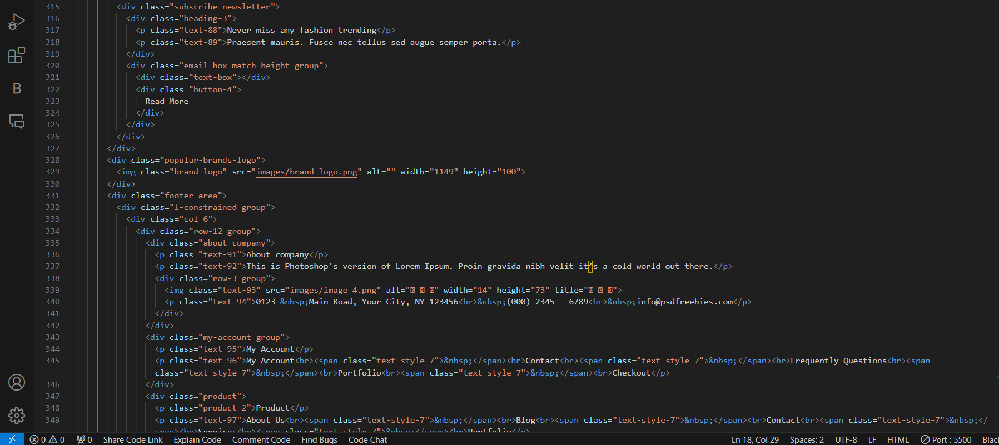 315 <div class="subscribe-newsletter">
316 <div class="heading-3">
317 <p class="text-88">Never miss any fashion trending</p>
318 <p class="text-89">Praesent mauris. Fusce nec tellus sed augue semper porta.</p>
319 </div>
320 <div class="email-box match-height group">
321 <div class="text-box"></div>
322 <div class="button-4">
323 Read More
324 </div>
325 </div>
326 </div>
327 </div>
328 <div class="popular-brands-logo">
329 <img class="brand-logo" src="images/brand_logo.png" alt="" width="1149" height="100">
330 </div>
331 <div class="footer-area">
332 <div class="l-constrained group">
333 <div class="col-6">
334 <div class="row-12 group">
335 <div class="about-company">
336 <p class="text-91">About company</p>
337 <p class="text-92">This is Photoshop's version of Lorem Ipsum. Proin gravida nibh velit it’s a cold world out there.</p>
338 <div class="row-3 group">
339 <img class="text-93" src="images/image_4.png" alt="  " width="14" height="73" title="  ">
340 <p class="text-94">0123 &nbsp;Main Road, Your City, NY 123456<br>&nbsp;(000) 2345 - 6789<br>&nbsp;info@psdfreebies.com</p>
341 </div>
342 </div>
343 <div class="my-account group">
344 <p class="text-95">My Account</p>
345 <p class="text-96">My Account<br><span class="text-style-7">&nbsp;</span><br>Contact<br><span class="text-style-7">&nbsp;</span><br>Frequently Questions<br><span
class="text-style-7">&nbsp;</span><br>Portfolio<br><span class="text-style-7">&nbsp;</span><br>Checkout</p>
346 </div>
347 <div class="product">
348 <p class="product-2">Product</p>
349 <p class="text-97">About Us<br><span class="text-style-7">&nbsp;</span><br>Blog<br><span class="text-style-7">&nbsp;</span><br>Contact<br><span class="text-style-7">&nbsp;</
span><br>Services<br><span class="text-style-7">&nbsp;</span><br>Portfolio</p>
B
0 0 0 Share Code Link Explain Code Comment Code Find Bugs Code Chat Ln 18, Col 29 Spaces: 2 UTF-8 LF HTML Port : 5500 Blac